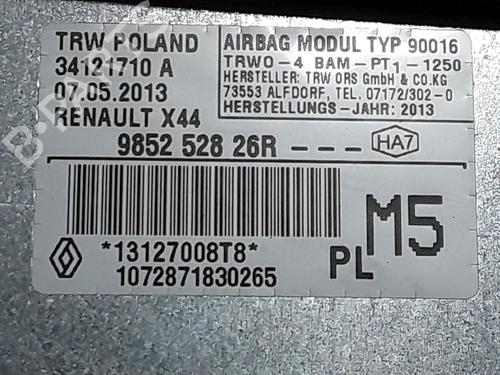 TRW POLAND
34121710 A
07.05.2013
RENAULT X44
AIRBAG MODUL TYP 90016
TRWO-4 BAM-PT1-1250
HERSTELLER: TRW ORS GmbH & CO.KG
73553 ALFDORF, TEL.07172/302-0
HERSTELLUNGS-JAHR: 2013
9852 528 26R--- HA7
*13127008T8*
1072871830265
PL M5